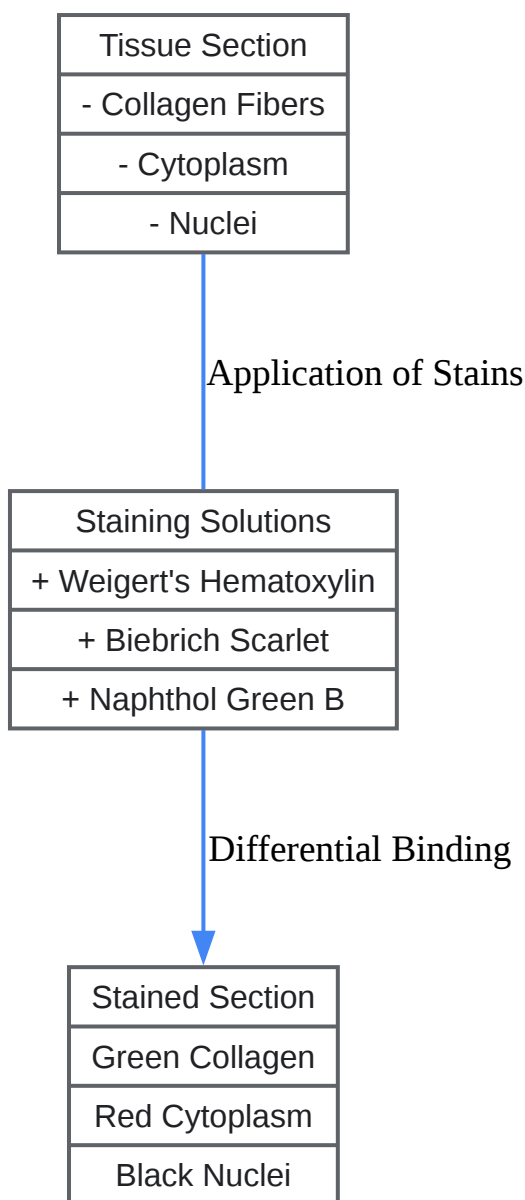 Tissue Section
- Collagen Fibers
- Cytoplasm
- Nuclei
Application of Stains
Staining Solutions
+ Weigert's Hematoxylin
+ Biebrich Scarlet
+ Naphthol Green B
Differential Binding
Stained Section
Green Collagen
Red Cytoplasm
Black Nuclei